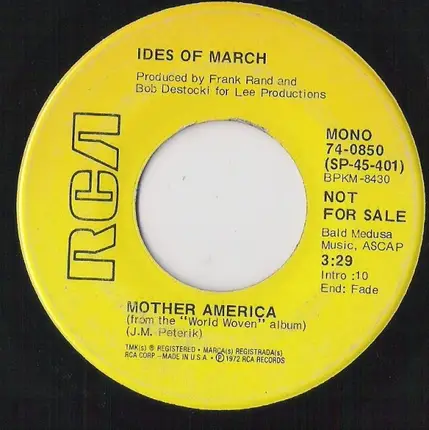 IDES OF MARCH
Produced by Frank Rand and
Bob Destocki for Lee Productions
RCA
MONO
74-0850
(SP-45-401)
BPKM-8430
NOT
FOR SALE
Bald Medusa
Music, ASCAP
3:29
Intro :10
End: Fade
MOTHER AMERICA
(from the "World Woven" album)
(J.M. Peterik)
TMK(s) ® REGISTERED • MARCA(s) REGISTRADA(s)
RCA CORP.–MADE IN U.S.A. • ℗ 1972 RCA RECORDS